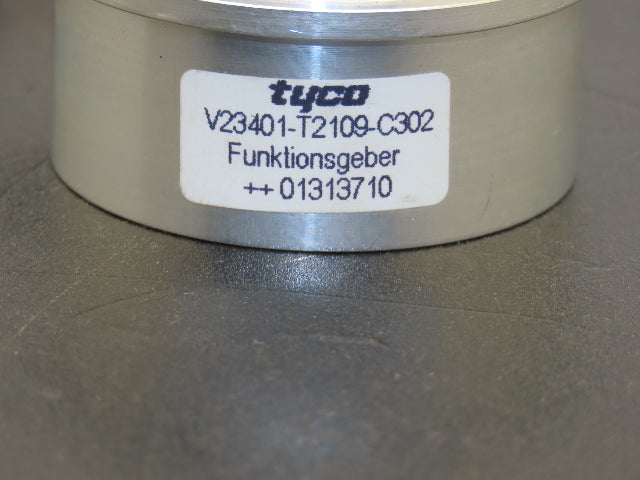 tyco
V23401-T2109-C302
Funktionsgeber
++ 01313710